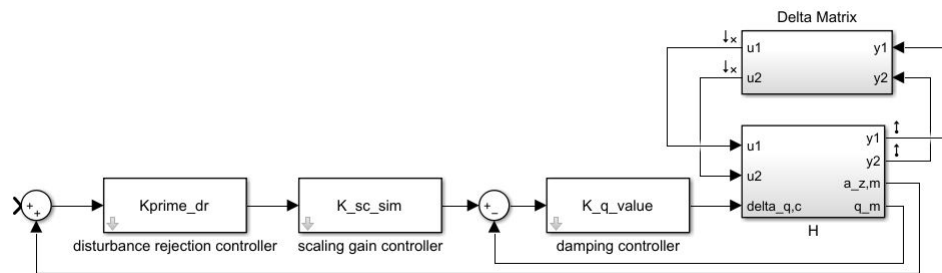 Delta Matrix
u1
y1
u2
y2
u1
y1
y2
u2
a_z,m
delta_q,c
q_m
H
Kprime_dr
K_sc_sim
K_q_value
disturbance rejection controller
scaling gain controller
damping controller